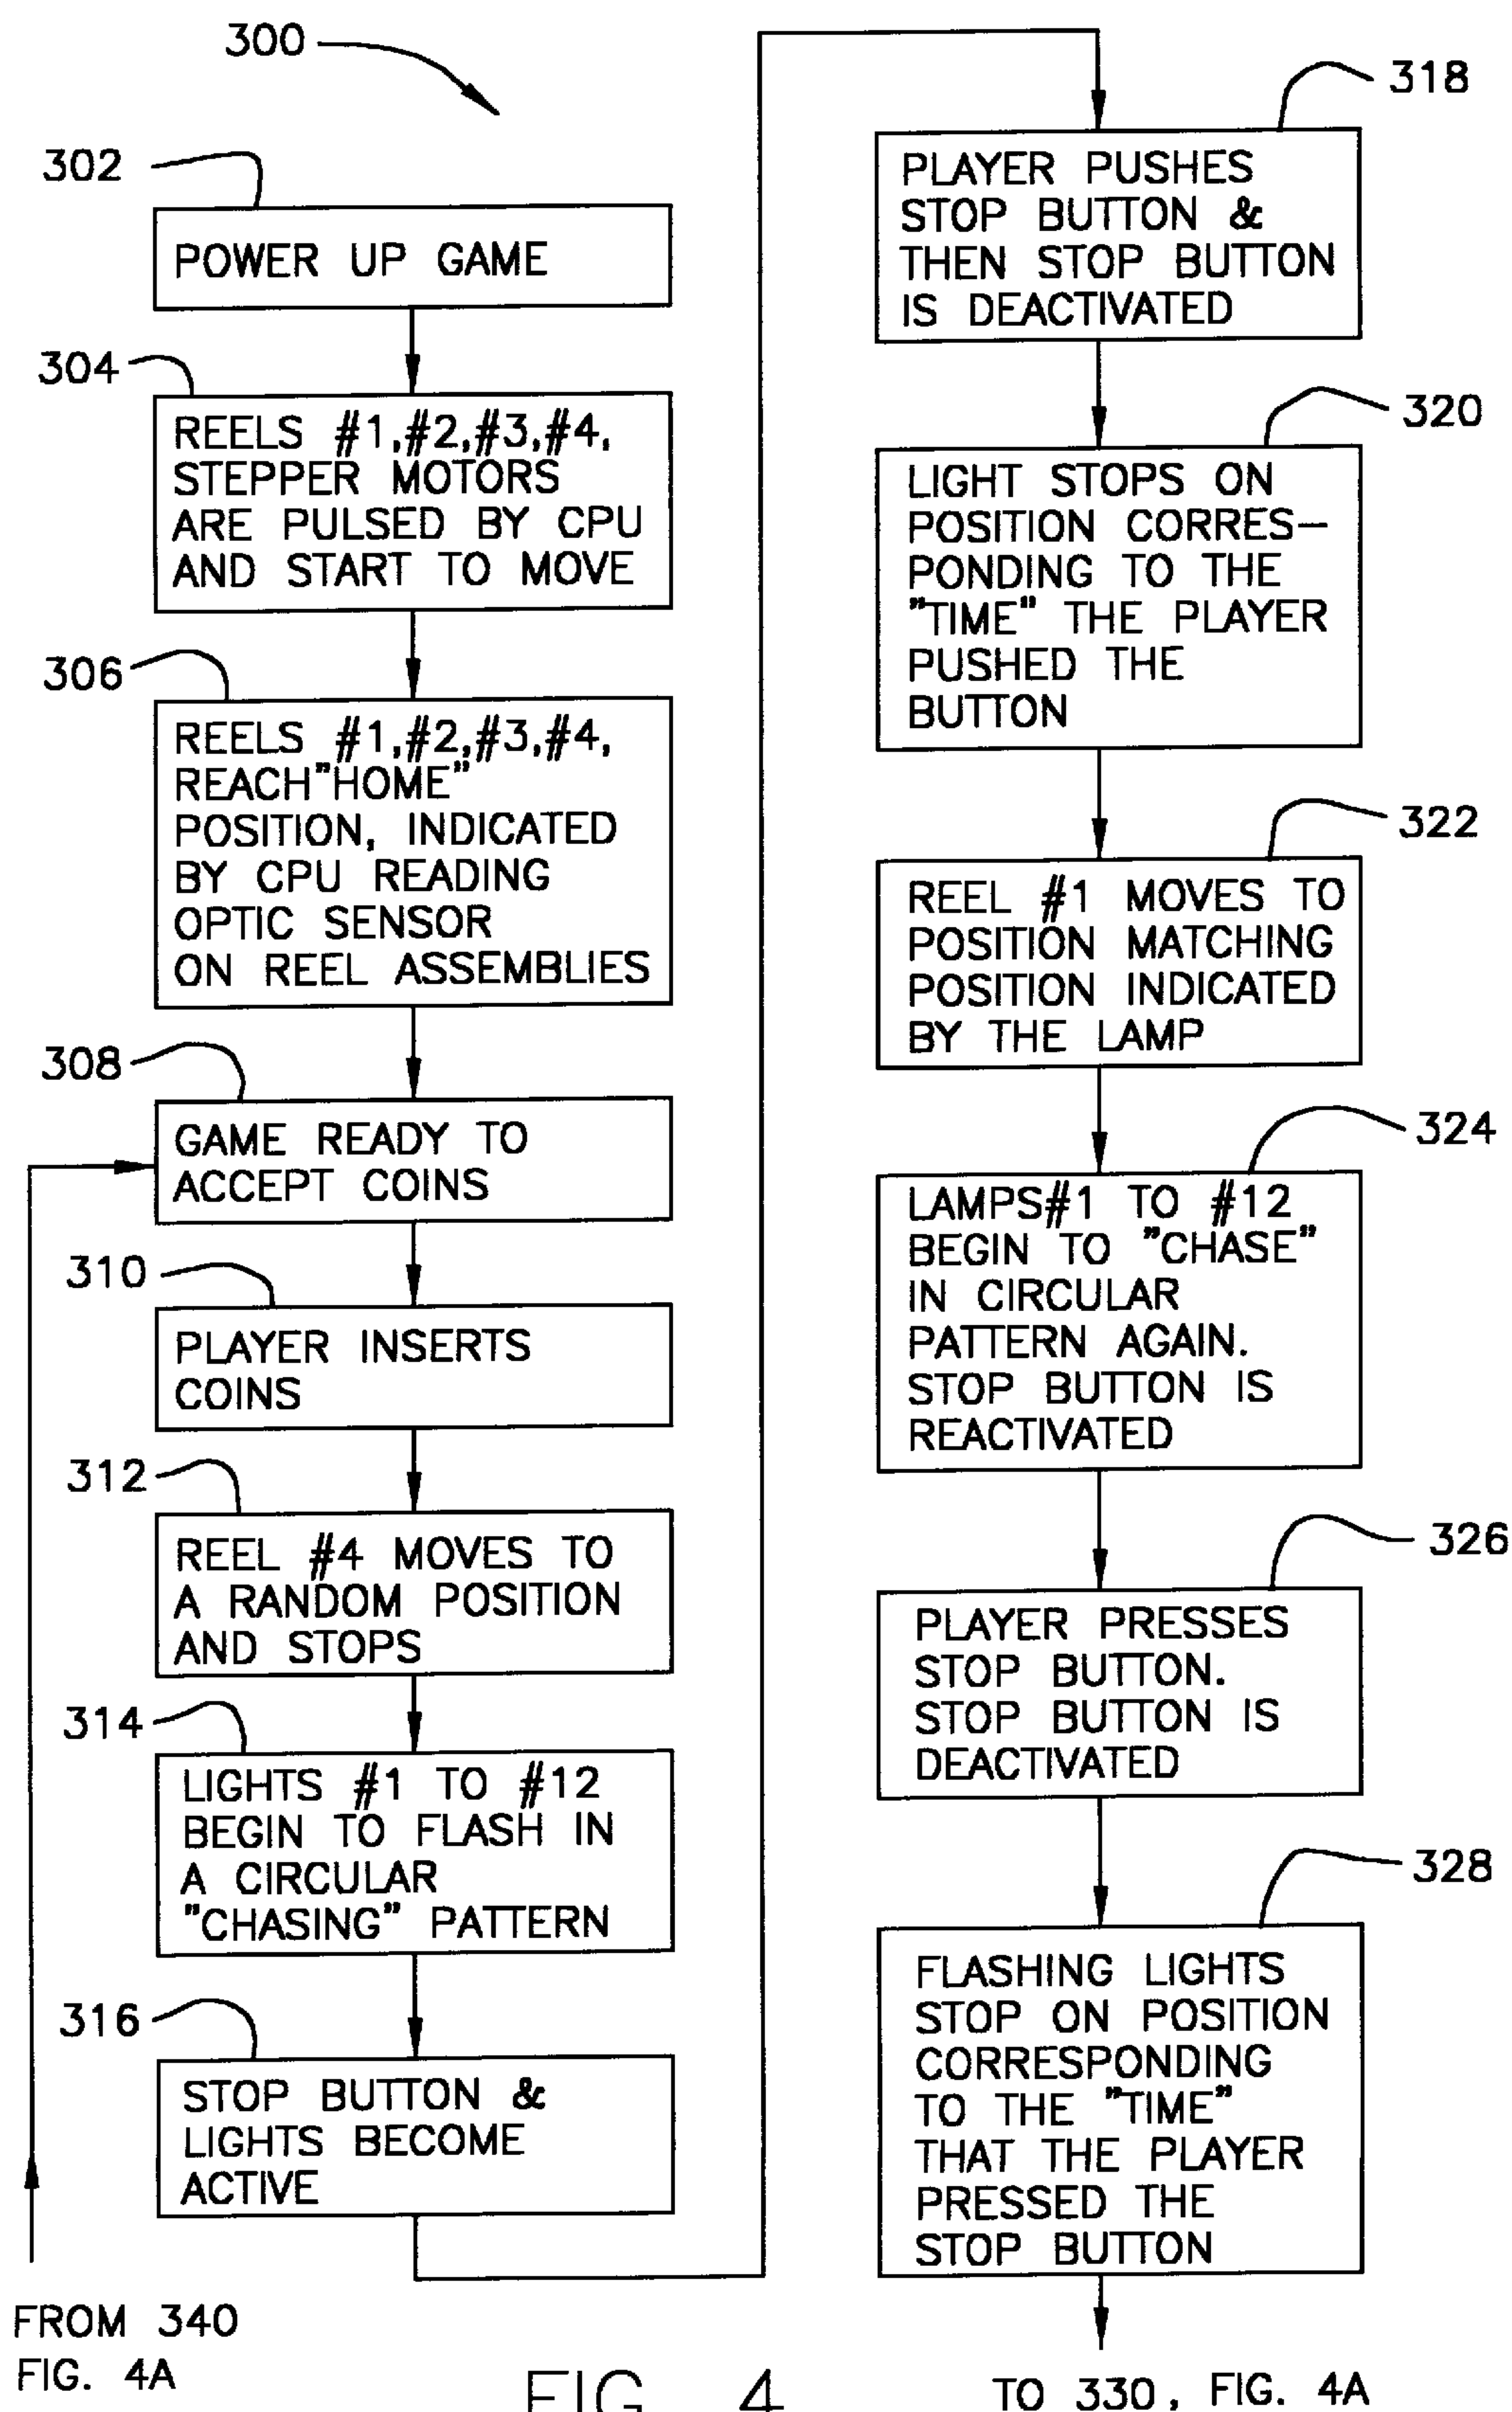 300
302
POWER UP GAME
304
REELS #1,#2,#3,#4,
STEPPER MOTORS
ARE PULSED BY CPU
AND START TO MOVE
306
REELS #1,#2,#3,#4,
REACH"HOME"
POSITION, INDICATED
BY CPU READING
OPTIC SENSOR
ON REEL ASSEMBLIES
308
GAME READY TO
ACCEPT COINS
310
PLAYER INSERTS
COINS
312
REEL #4 MOVES TO
A RANDOM POSITION
AND STOPS
314
LIGHTS #1 TO #12
BEGIN TO FLASH IN
A CIRCULAR
"CHASING" PATTERN
316
STOP BUTTON &
LIGHTS BECOME
ACTIVE
FROM 340
FIG. 4A
318
PLAYER PUSHES
STOP BUTTON &
THEN STOP BUTTON
IS DEACTIVATED
320
LIGHT STOPS ON
POSITION CORRES-
PONDING TO THE
"TIME" THE PLAYER
PUSHED THE
BUTTON
322
REEL #1 MOVES TO
POSITION MATCHING
POSITION INDICATED
BY THE LAMP
324
LAMPS#1 TO #12
BEGIN TO "CHASE"
IN CIRCULAR
PATTERN AGAIN.
STOP BUTTON IS
REACTIVATED
326
PLAYER PRESSES
STOP BUTTON.
STOP BUTTON IS
DEACTIVATED
328
FLASHING LIGHTS
STOP ON POSITION
CORRESPONDING
TO THE "TIME"
THAT THE PLAYER
PRESSED THE
STOP BUTTON
TO 330, FIG. 4A
FIG. 4